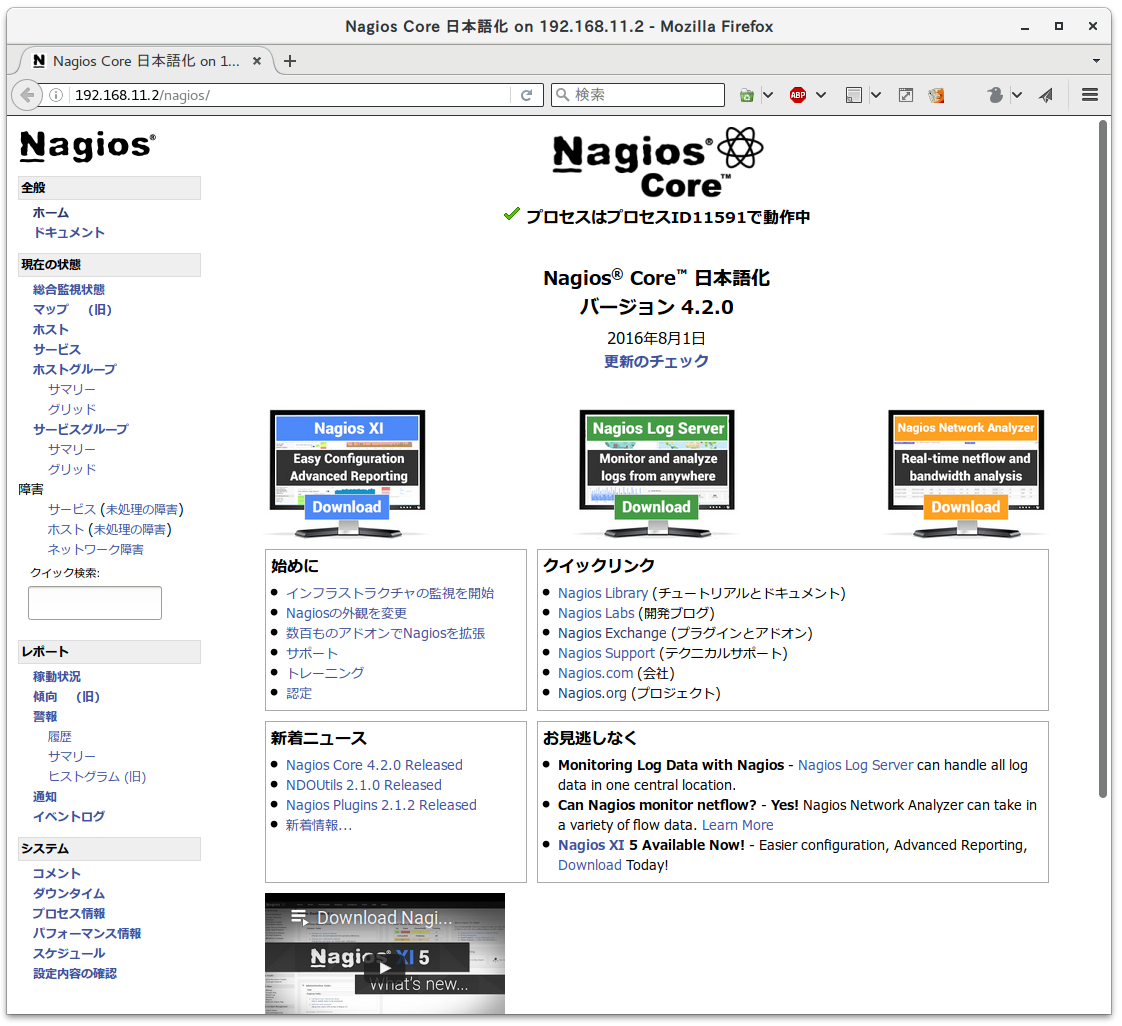 Nagios Core 日本語化 on 192.168.11.2 - Mozilla Firefox
Nagios Core 日本語化 on 1...
192.168.11.2/nagios/
検索
ABP
Nagios®
全般
ホーム
ドキュメント
現在の状態
総合監視状態
マップ (旧)
ホスト
サービス
ホストグループ
サマリー
グリッド
サービスグループ
サマリー
グリッド
障害
サービス (未処理の障害)
ホスト (未処理の障害)
ネットワーク障害
クイック検索:
レポート
稼動状況
傾向 (旧)
警報
履歴
サマリー
ヒストグラム (旧)
通知
イベントログ
システム
コメント
ダウンタイム
プロセス情報
パフォーマンス情報
スケジュール
設定内容の確認
Nagios®
Core™
プロセスはプロセスID11591で動作中
Nagios® Core™ 日本語化
バージョン 4.2.0
2016年8月1日
更新のチェック
Nagios XI
Easy Configuration
Advanced Reporting
Download
Nagios Log Server
Monitor and analyze
logs from anywhere
Download
Nagios Network Analyzer
Real-time netflow and
bandwidth analysis
Download
始めに
インフラストラクチャの監視を開始
Nagiosの外観を変更
数百ものアドオンでNagiosを拡張
サポート
トレーニング
認定
クイックリンク
Nagios Library (チュートリアルとドキュメント)
Nagios Labs (開発ブログ)
Nagios Exchange (プラグインとアドオン)
Nagios Support (テクニカルサポート)
Nagios.com (会社)
Nagios.org (プロジェクト)
新着ニュース
Nagios Core 4.2.0 Released
NDOUtils 2.1.0 Released
Nagios Plugins 2.1.2 Released
新着情報...
お見逃しなく
Monitoring Log Data with Nagios - Nagios Log Server can handle all log
data in one central location.
Can Nagios monitor netflow? - Yes! Nagios Network Analyzer can take in
a variety of flow data. Learn More
Nagios XI 5 Available Now! - Easier configuration, Advanced Reporting,
Download Today!
Download Nagi...
Nagios® XI 5
What's new...